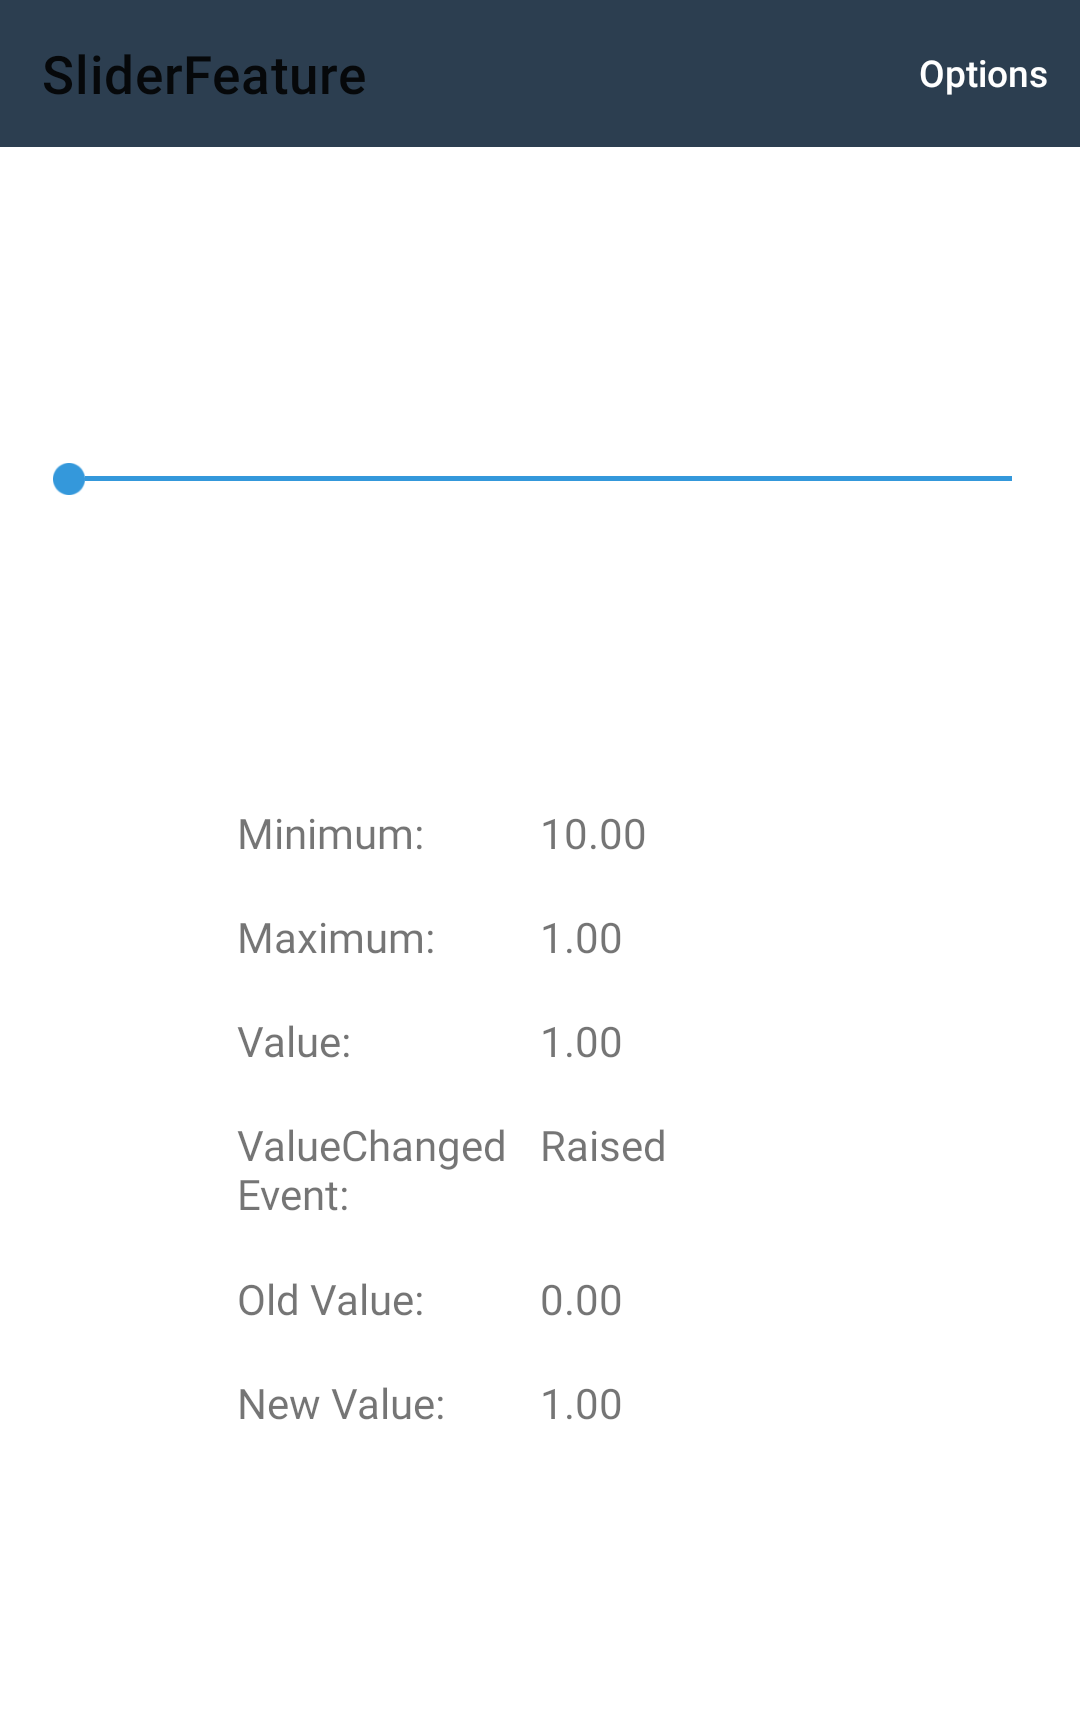 SliderFeature Options
Minimum: 10.00
Maximum: 1.00
Value: 1.00
ValueChanged Raised
Event:
Old Value: 0.00
New Value: 1.00